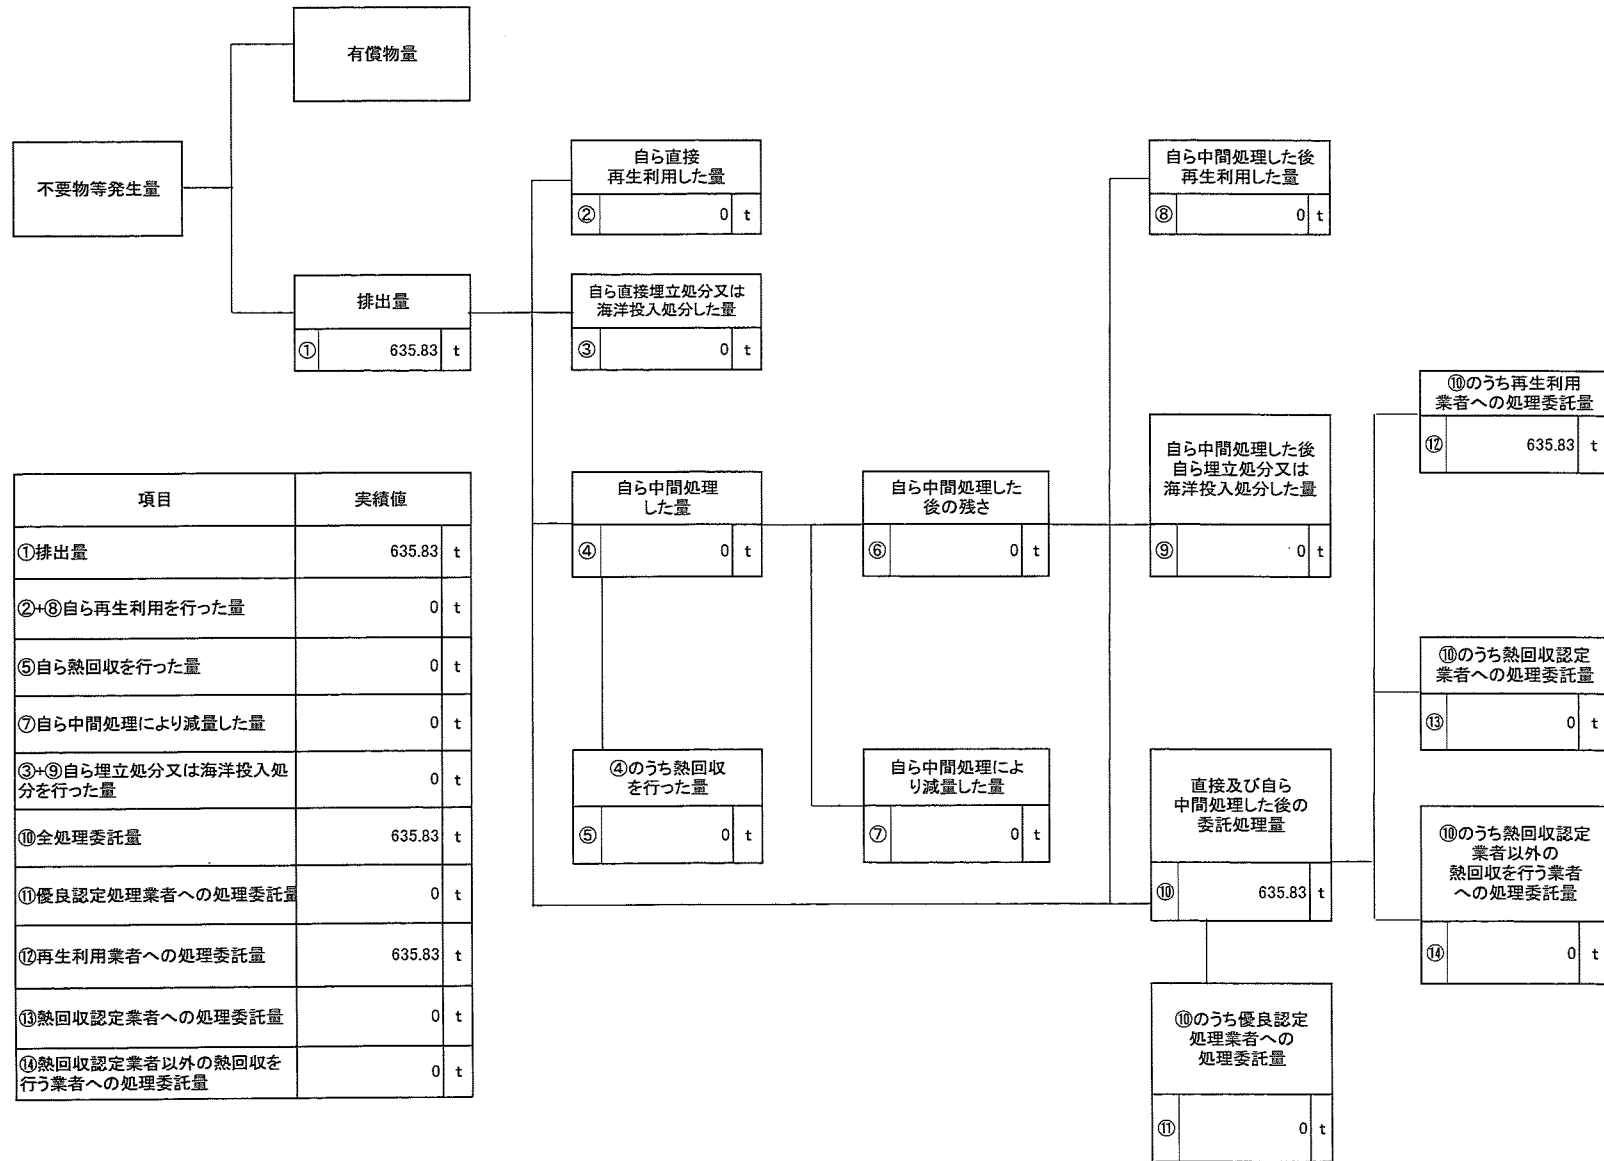 有償物量
不要物等発生量
排出量
① 635.83 t
自ら直接
再生利用した量
② 0 t
自ら直接埋立処分又は
海洋投入処分した量
③ 0 t
自ら中間処理
した量
④ 0 t
④のうち熱回収
を行った量
⑤ 0 t
自ら中間処理した
後の残さ
⑥ 0 t
自ら中間処理によ
り減量した量
⑦ 0 t
自ら中間処理した後
再生利用した量
⑧ 0 t
自ら中間処理した後
自ら埋立処分又は
海洋投入処分した量
⑨ 0 t
直接及び自ら
中間処理した後の
委託処理量
⑩ 635.83 t
⑩のうち優良認定
処理業者への
処理委託量
⑪ 0 t
⑩のうち再生利用
業者への処理委託量
⑫ 635.83 t
⑩のうち熱回収認定
業者への処理委託量
⑬ 0 t
⑩のうち熱回収認定
業者以外の
熱回収を行う業者
への処理委託量
⑭ 0 t
項目 実績値
①排出量 635.83 t
②+⑧自ら再生利用を行った量 0 t
⑤自ら熱回収を行った量 0 t
⑦自ら中間処理により減量した量 0 t
③+⑨自ら埋立処分又は海洋投入処
分を行った量 0 t
⑩全処理委託量 635.83 t
⑪優良認定処理業者への処理委託量 0 t
⑫再生利用業者への処理委託量 635.83 t
⑬熱回収認定業者への処理委託量 0 t
⑭熱回収認定業者以外の熱回収を
行う業者への処理委託量 0 t